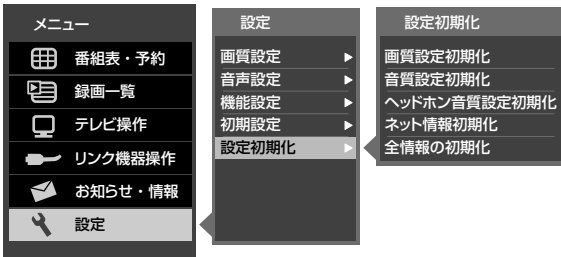 メニュー
番組表・予約
録画一覧
テレビ操作
リンク機器操作
お知らせ・情報
設定
設定
画質設定
音声設定
機能設定
初期設定
設定初期化
設定初期化
画質設定初期化
音質設定初期化
ヘッドホン音質設定初期化
ネット情報初期化
全情報の初期化